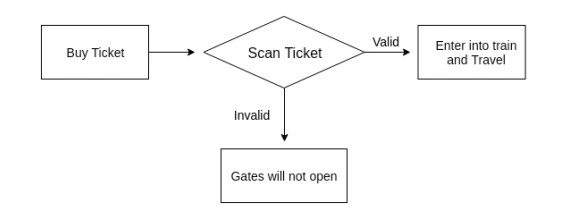 Buy Ticket
Scan Ticket
Valid
Enter into train
and Travel
Invalid
Gates will not open